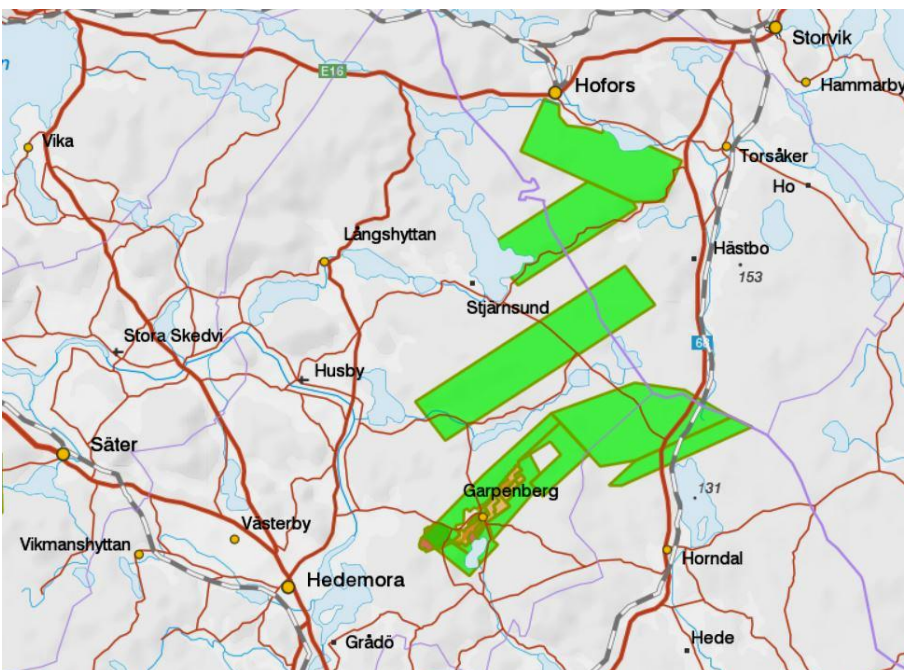 Storvik
E16
Hofors
Hammarby
Vika
Torsåker
Ho
Långshyttan
Hästbo
153
Stjärnsund
Stora Skedvi
68
Husby
Säter
Garpenberg
131
Västerby
Vikmanshyttan
Horndal
Hedemora
Grådö
Hede